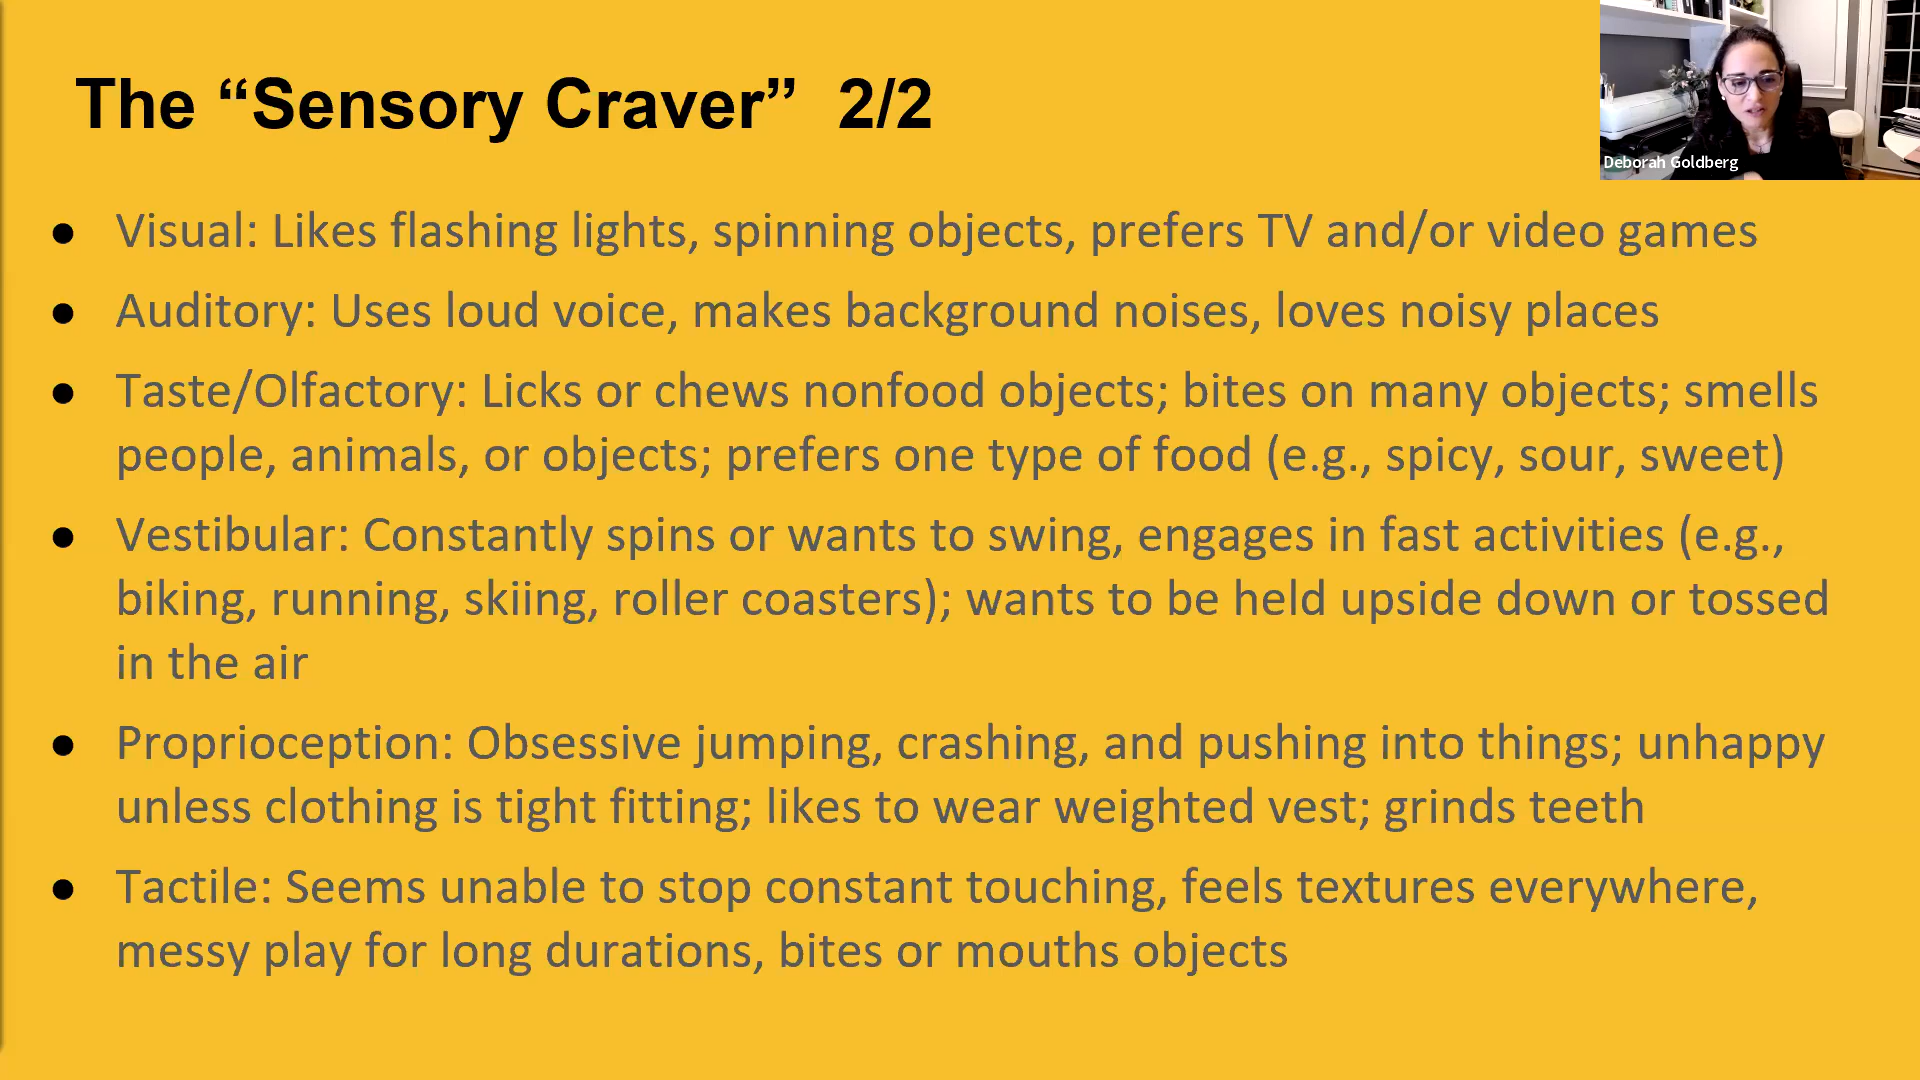 The “Sensory Craver” 2/2
Deborah Goldberg
● Visual: Likes flashing lights, spinning objects, prefers TV and/or video games
● Auditory: Uses loud voice, makes background noises, loves noisy places
● Taste/Olfactory: Licks or chews nonfood objects; bites on many objects; smells
people, animals, or objects; prefers one type of food (e.g., spicy, sour, sweet)
● Vestibular: Constantly spins or wants to swing, engages in fast activities (e.g.,
biking, running, skiing, roller coasters); wants to be held upside down or tossed
in the air
● Proprioception: Obsessive jumping, crashing, and pushing into things; unhappy
unless clothing is tight fitting; likes to wear weighted vest; grinds teeth
● Tactile: Seems unable to stop constant touching, feels textures everywhere,
messy play for long durations, bites or mouths objects